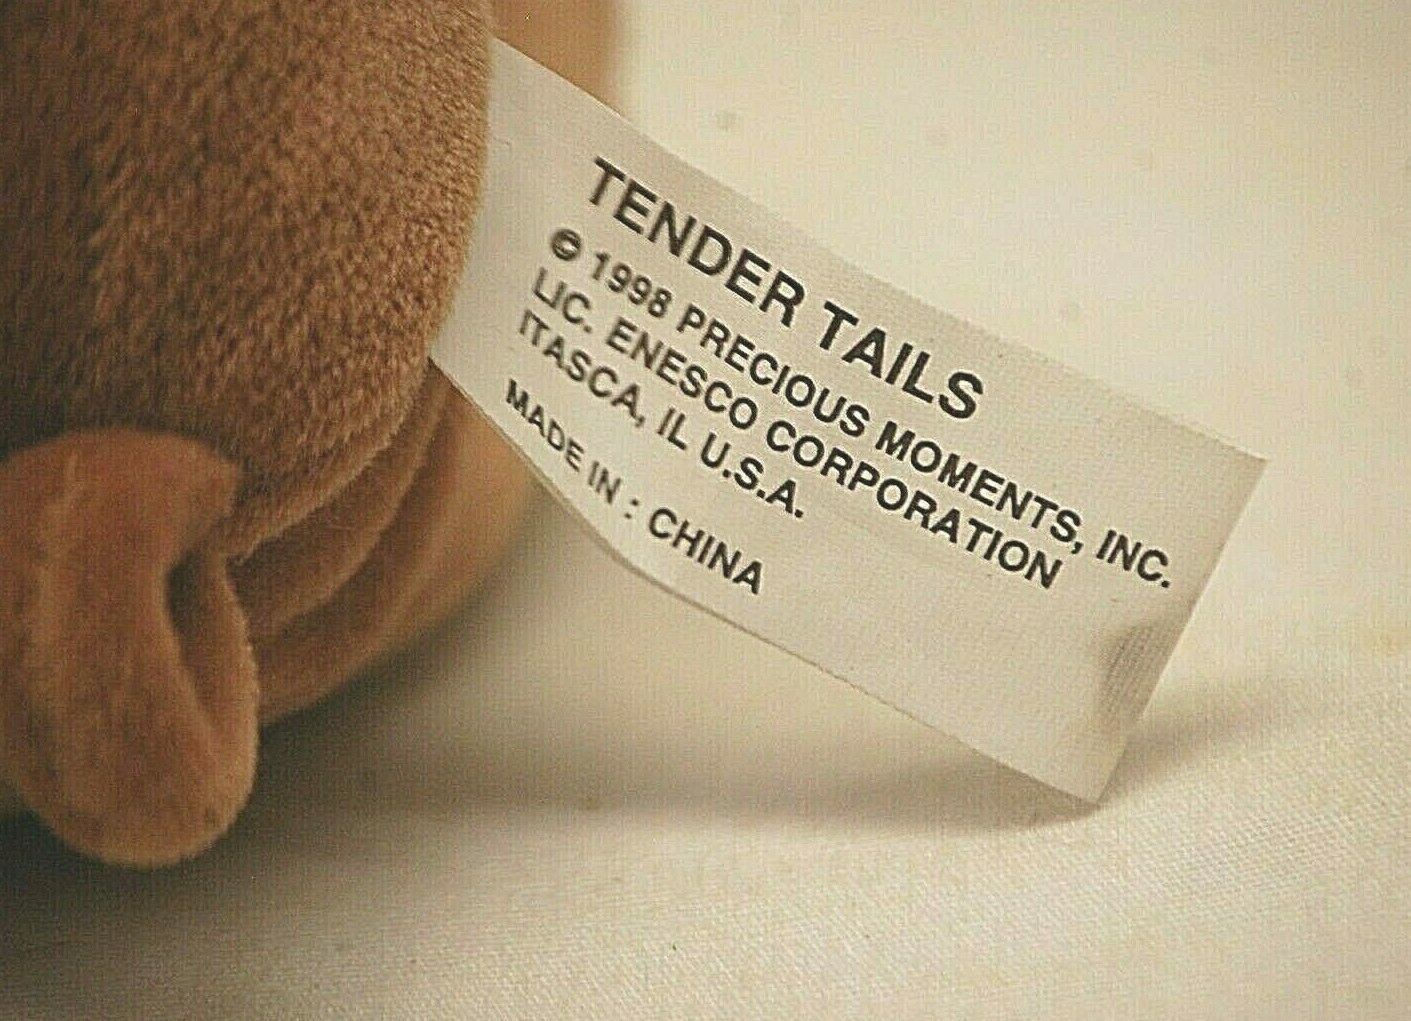 TENDER TAILS
© 1998 PRECIOUS MOMENTS, INC.
LIC. ENESCO CORPORATION
ITASCA, IL U.S.A.
MADE IN : CHINA